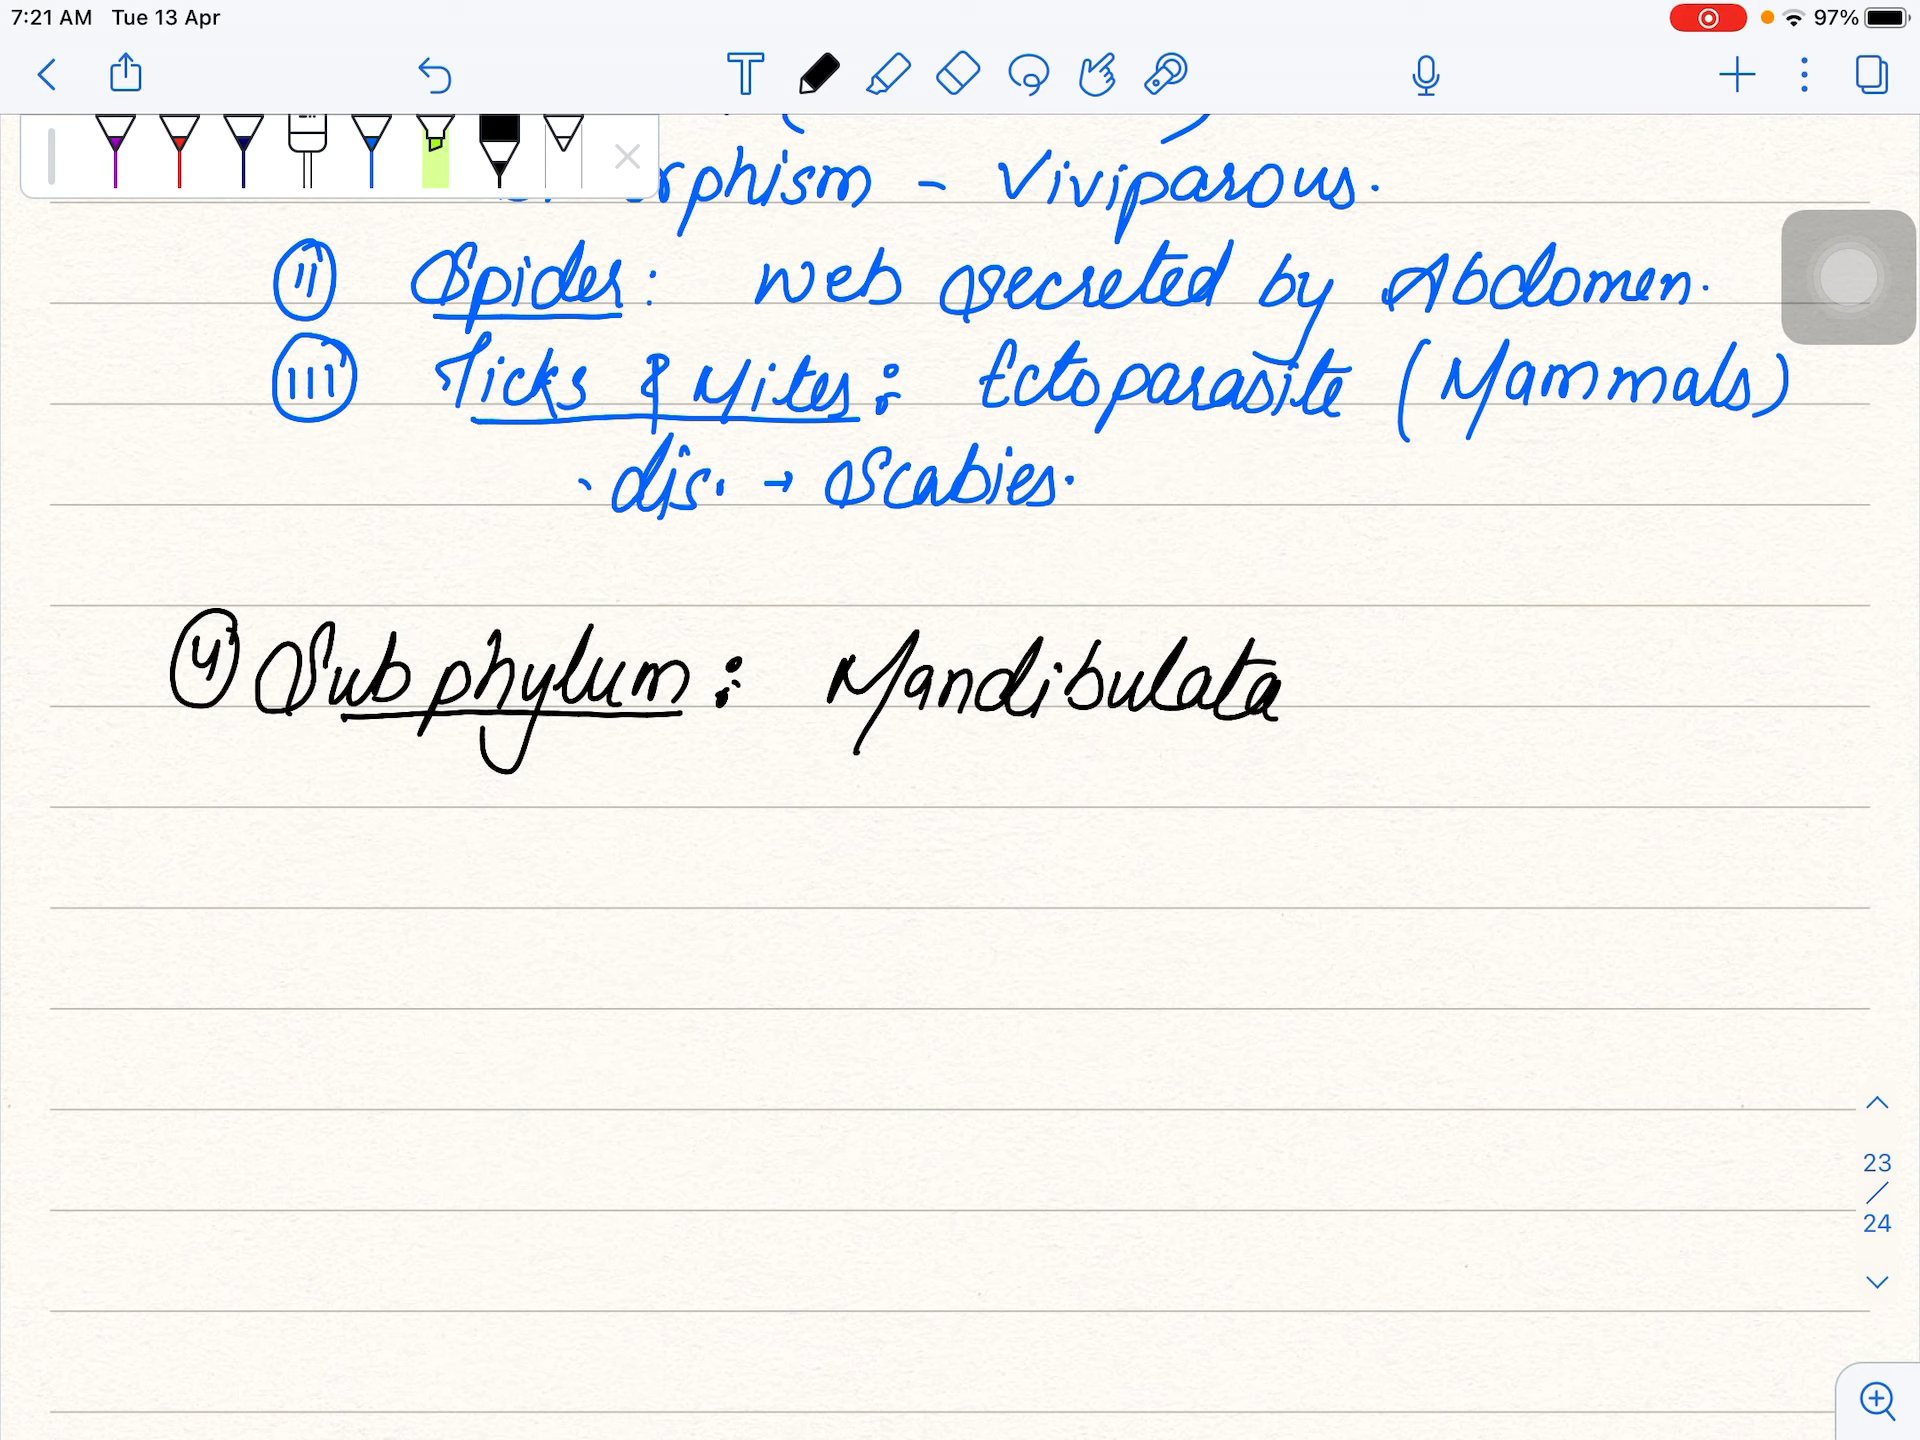 7:21 AM Tue 13 Apr 97%
T
rphism - Viviparous.
(ii) Spider: Web secreted by Abdomen.
(iii) Ticks & Mites: Ectoparasite (Mammals)
. dis. → Scabies.
(4) Subphylum: Mandibulata
23
/
24